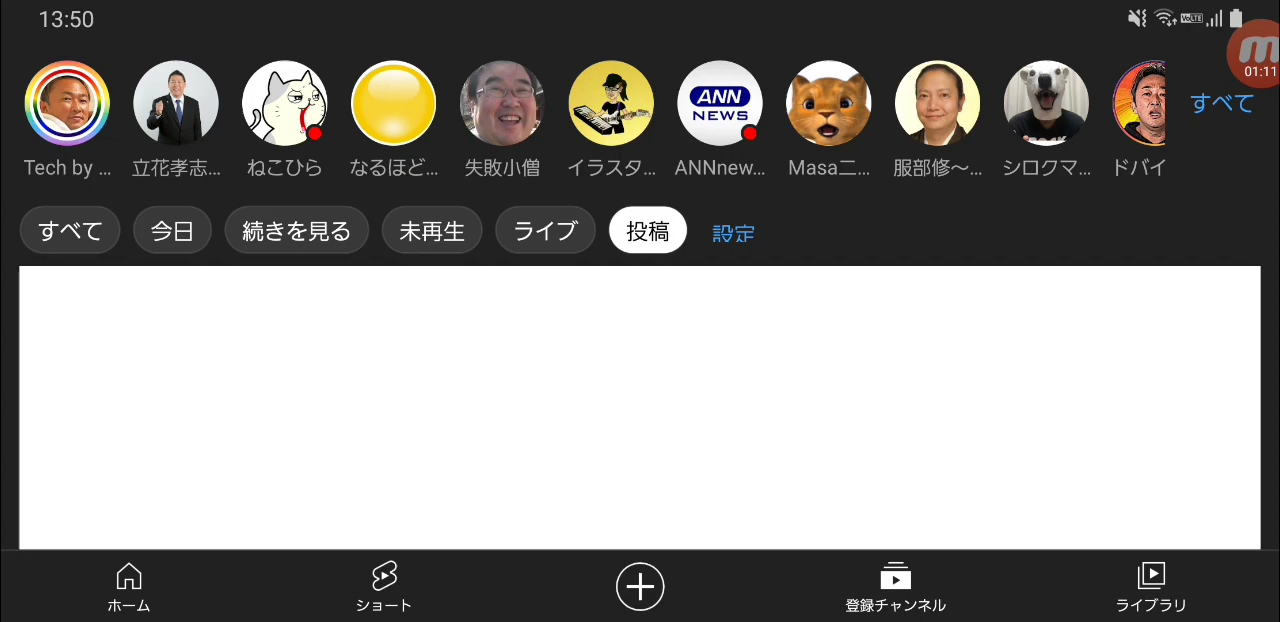 13:50
VoLTE
01:11
ANN
NEWS
Tech by ...
立花孝志...
ねこひら
なるほど...
失敗小僧
イラスタ...
ANNnew...
Masa二...
服部修〜...
シロクマ...
ドバイ
すべて
すべて
今日
続きを見る
未再生
ライブ
投稿
設定
ホーム
ショート
登録チャンネル
ライブラリ